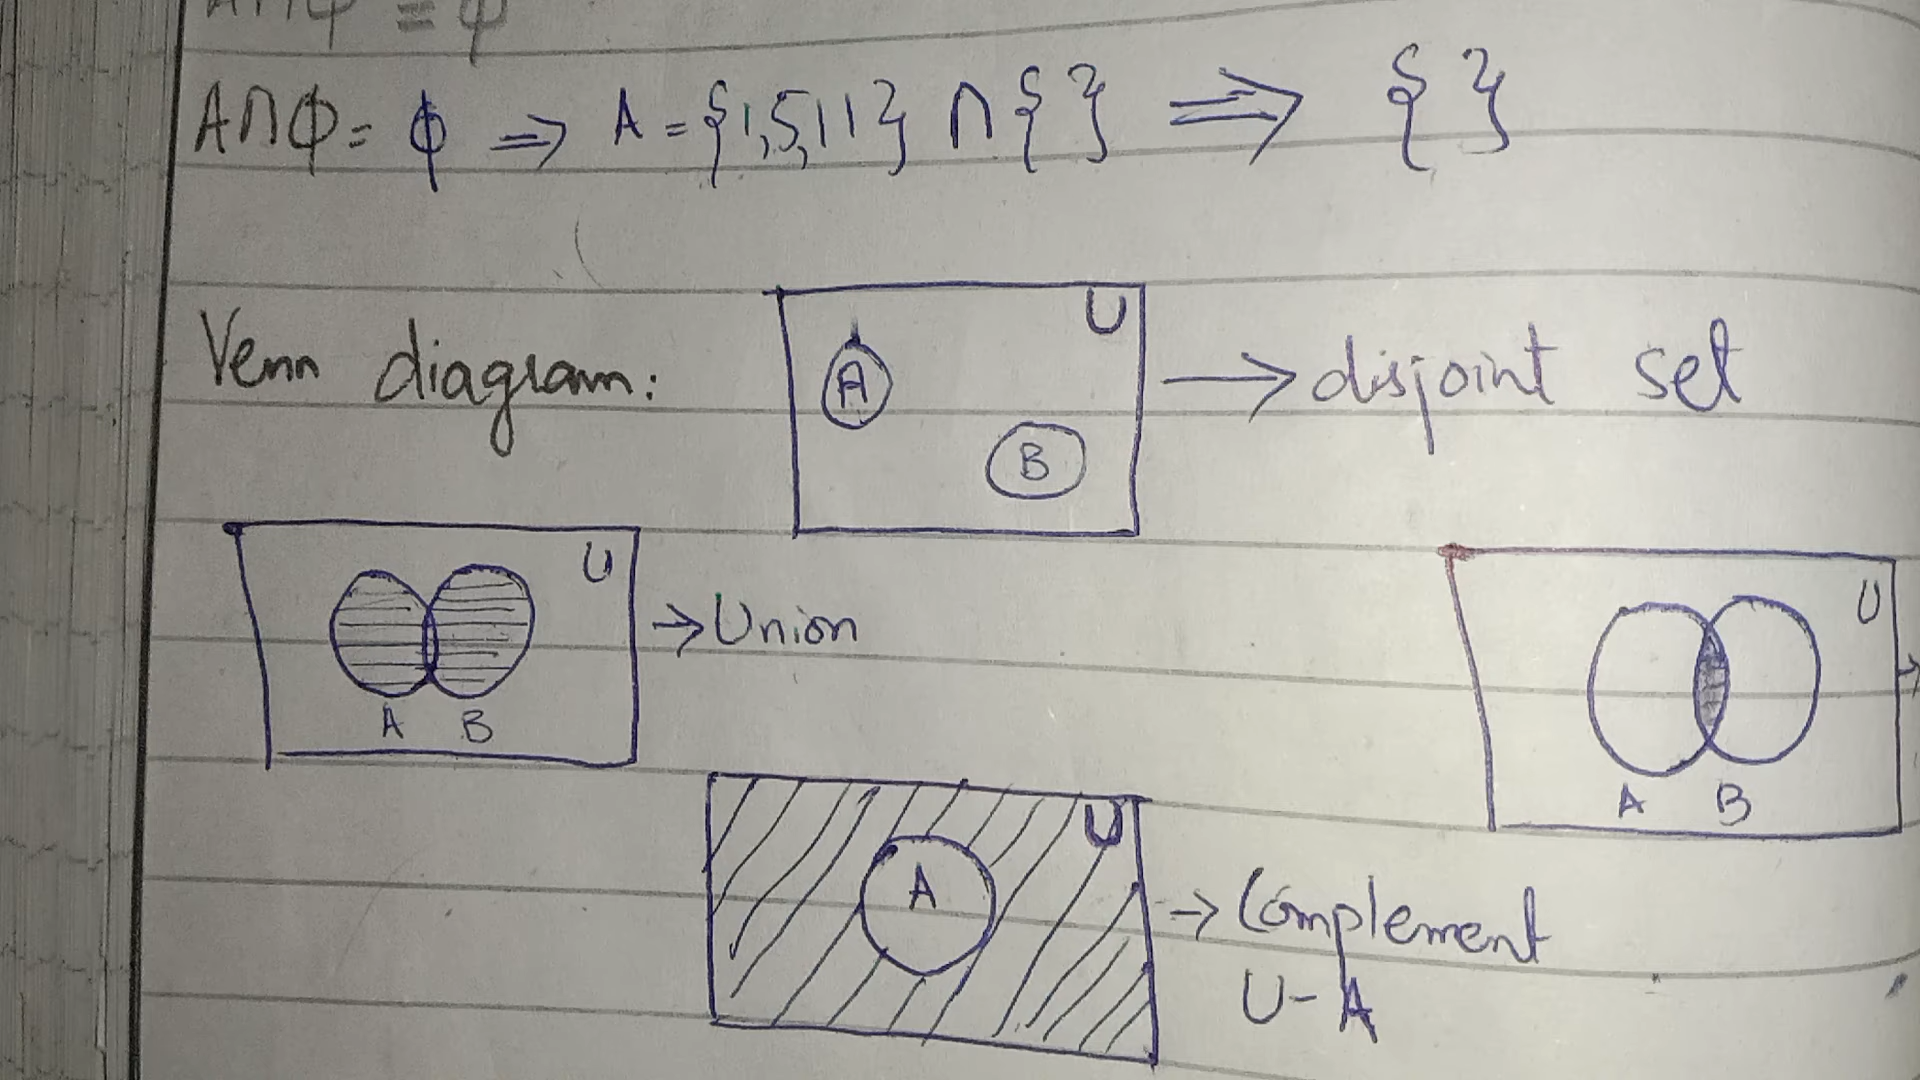 A∩ϕ = ϕ
A∩ϕ = ϕ ⇒ A = {1,5,11} ∩ { } ⇒ { }
Venn diagram:
U
A
B
→ disjoint set
U
A B
→ Union
U
A B
→
U
A
→ Complement
U - A